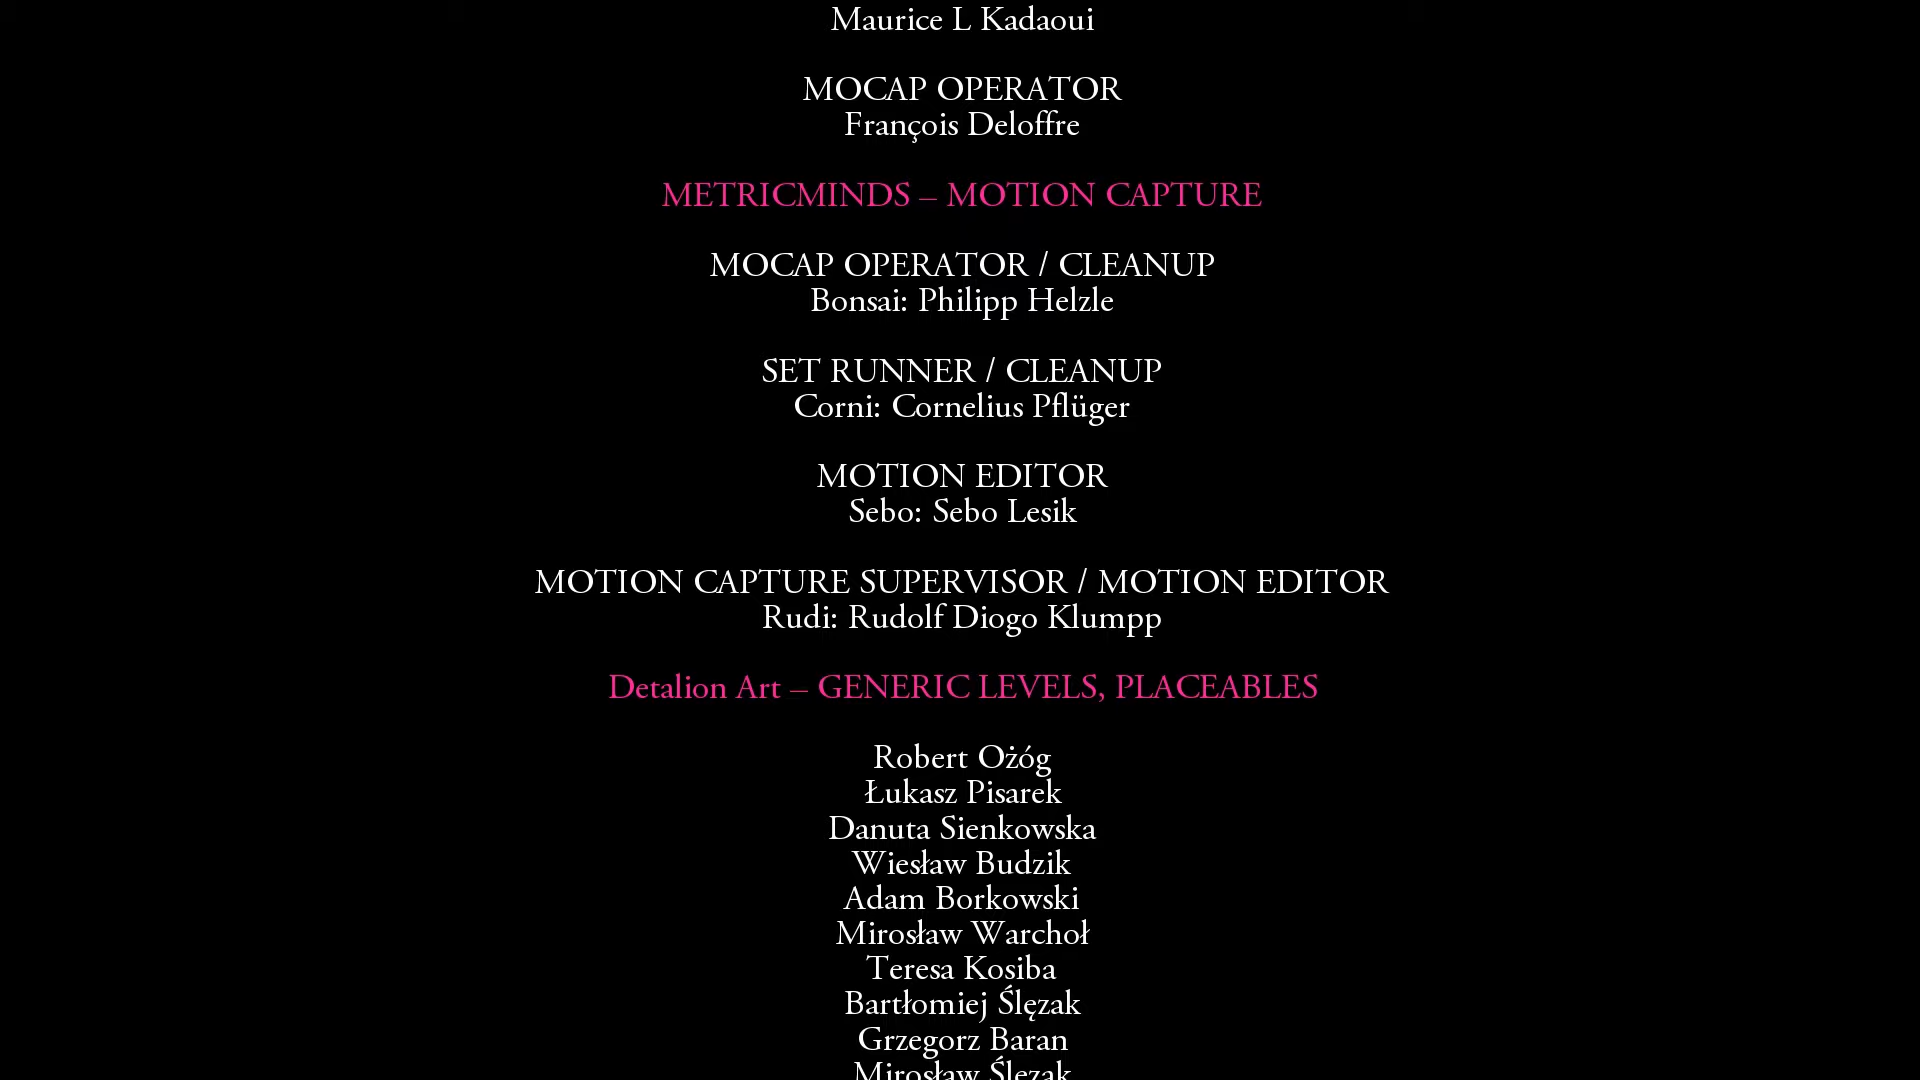 Maurice L Kadaoui
MOCAP OPERATOR
François Deloffre
METRICMINDS – MOTION CAPTURE
MOCAP OPERATOR / CLEANUP
Bonsai: Philipp Helzle
SET RUNNER / CLEANUP
Corni: Cornelius Pflüger
MOTION EDITOR
Sebo: Sebo Lesik
MOTION CAPTURE SUPERVISOR / MOTION EDITOR
Rudi: Rudolf Diogo Klumpp
Detalion Art – GENERIC LEVELS, PLACEABLES
Robert Ożóg
Łukasz Pisarek
Danuta Sienkowska
Wiesław Budzik
Adam Borkowski
Mirosław Warchoł
Teresa Kosiba
Bartłomiej Ślęzak
Grzegorz Baran
Mirosław Ślęzak